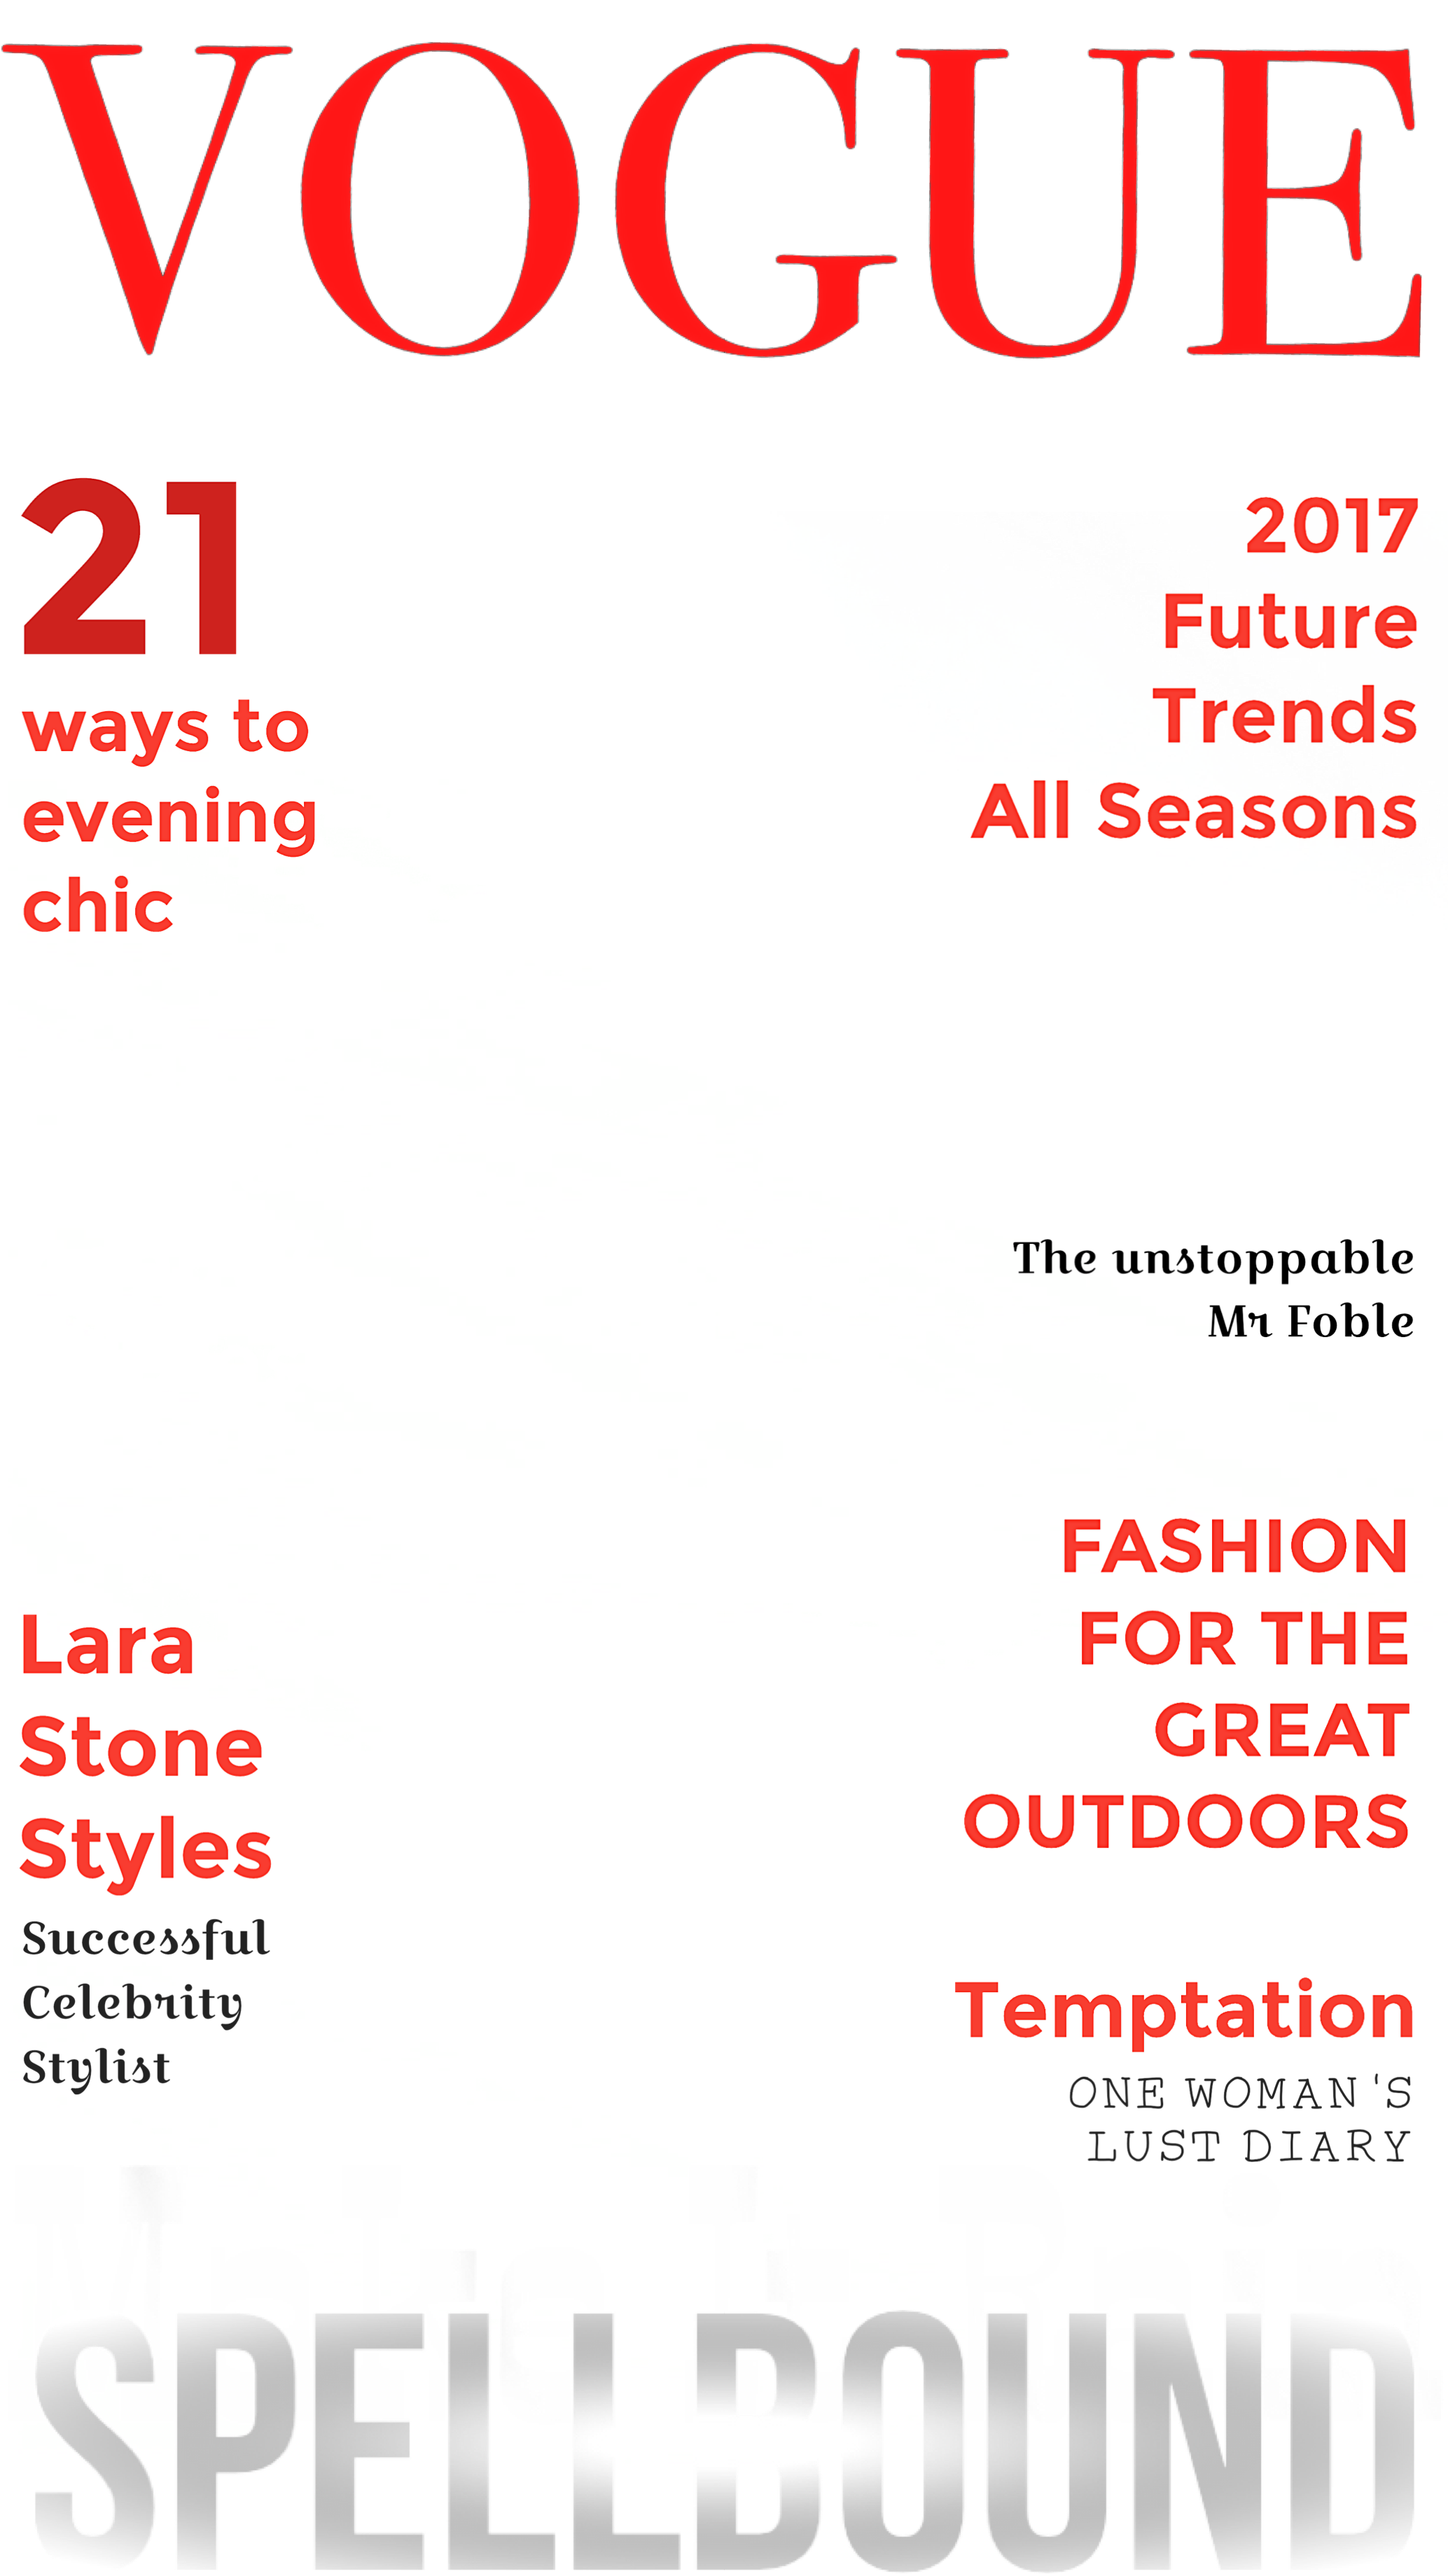 VOGUE
21
ways to
evening
chic
2017
Future
Trends
All Seasons
The unstoppable
Mr Foble
FASHION
FOR THE
GREAT
OUTDOORS
Lara
Stone
Styles
Successful
Celebrity
Stylist
Temptation
ONE WOMAN'S
LUST DIARY
SPELLBOUND